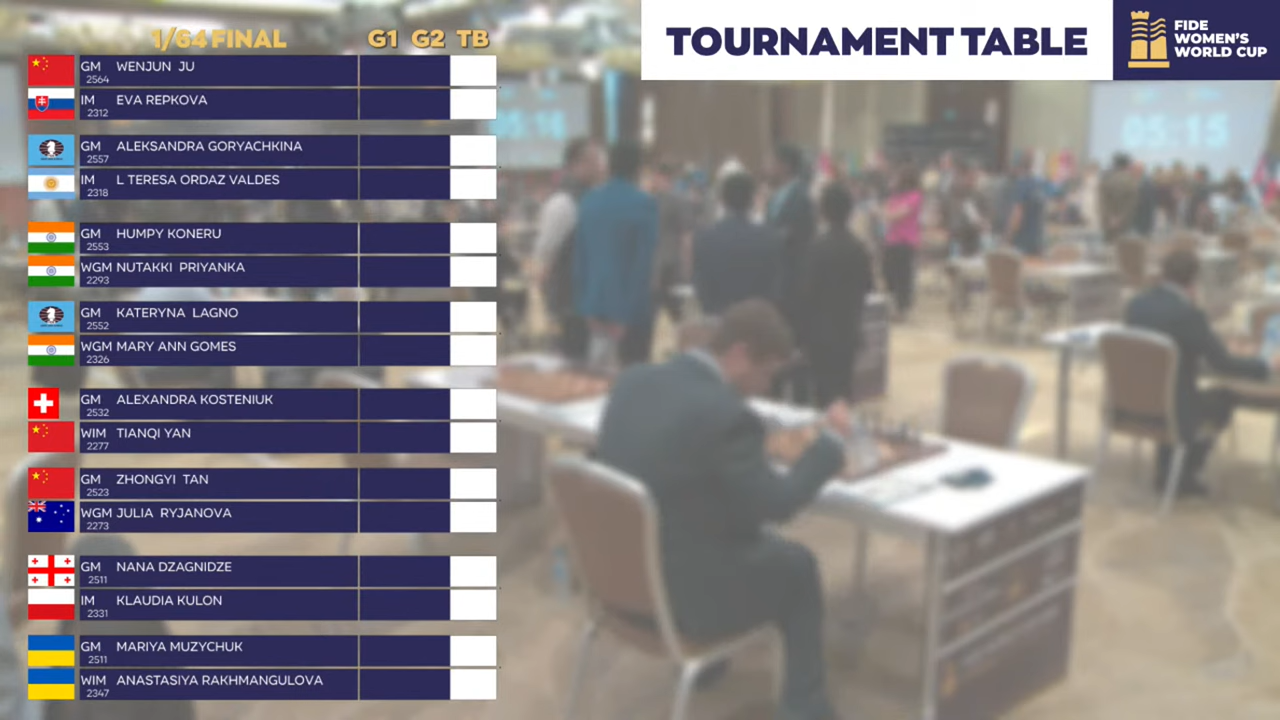 1/64 FINAL G1 G2 TB
GM WENJUN JU
2564
IM EVA REPKOVA
2312
GM ALEKSANDRA GORYACHKINA
2557
IM L TERESA ORDAZ VALDES
2318
GM HUMPY KONERU
2553
WGM NUTAKKI PRIYANKA
2293
GM KATERYNA LAGNO
2552
WGM MARY ANN GOMES
2326
GM ALEXANDRA KOSTENIUK
2532
WIM TIANQI YAN
2277
GM ZHONGYI TAN
2523
WGM JULIA RYJANOVA
2273
GM NANA DZAGNIDZE
2511
IM KLAUDIA KULON
2331
GM MARIYA MUZYCHUK
2511
WIM ANASTASIYA RAKHMANGULOVA
2347
TOURNAMENT TABLE
FIDE
WOMEN'S
WORLD CUP
05:16
05:15